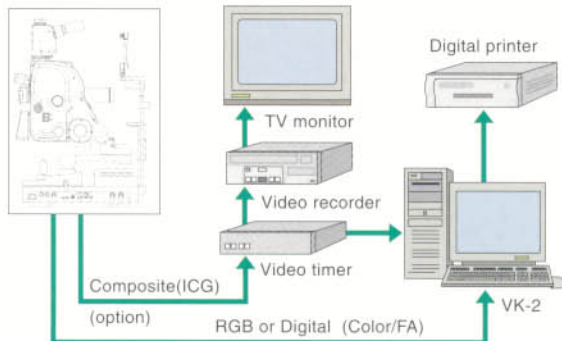 Digital printer
TV monitor
Video recorder
Video timer
Composite(ICG)
(option)
VK-2
RGB or Digital (Color/FA)